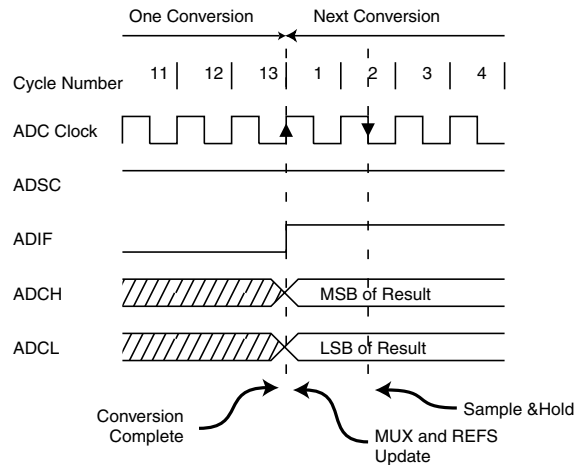 One Conversion Next Conversion
Cycle Number 11 12 13 1 2 3 4
ADC Clock
ADSC
ADIF
ADCH MSB of Result
ADCL LSB of Result
Conversion
Complete
MUX and REFS
Update
Sample &Hold